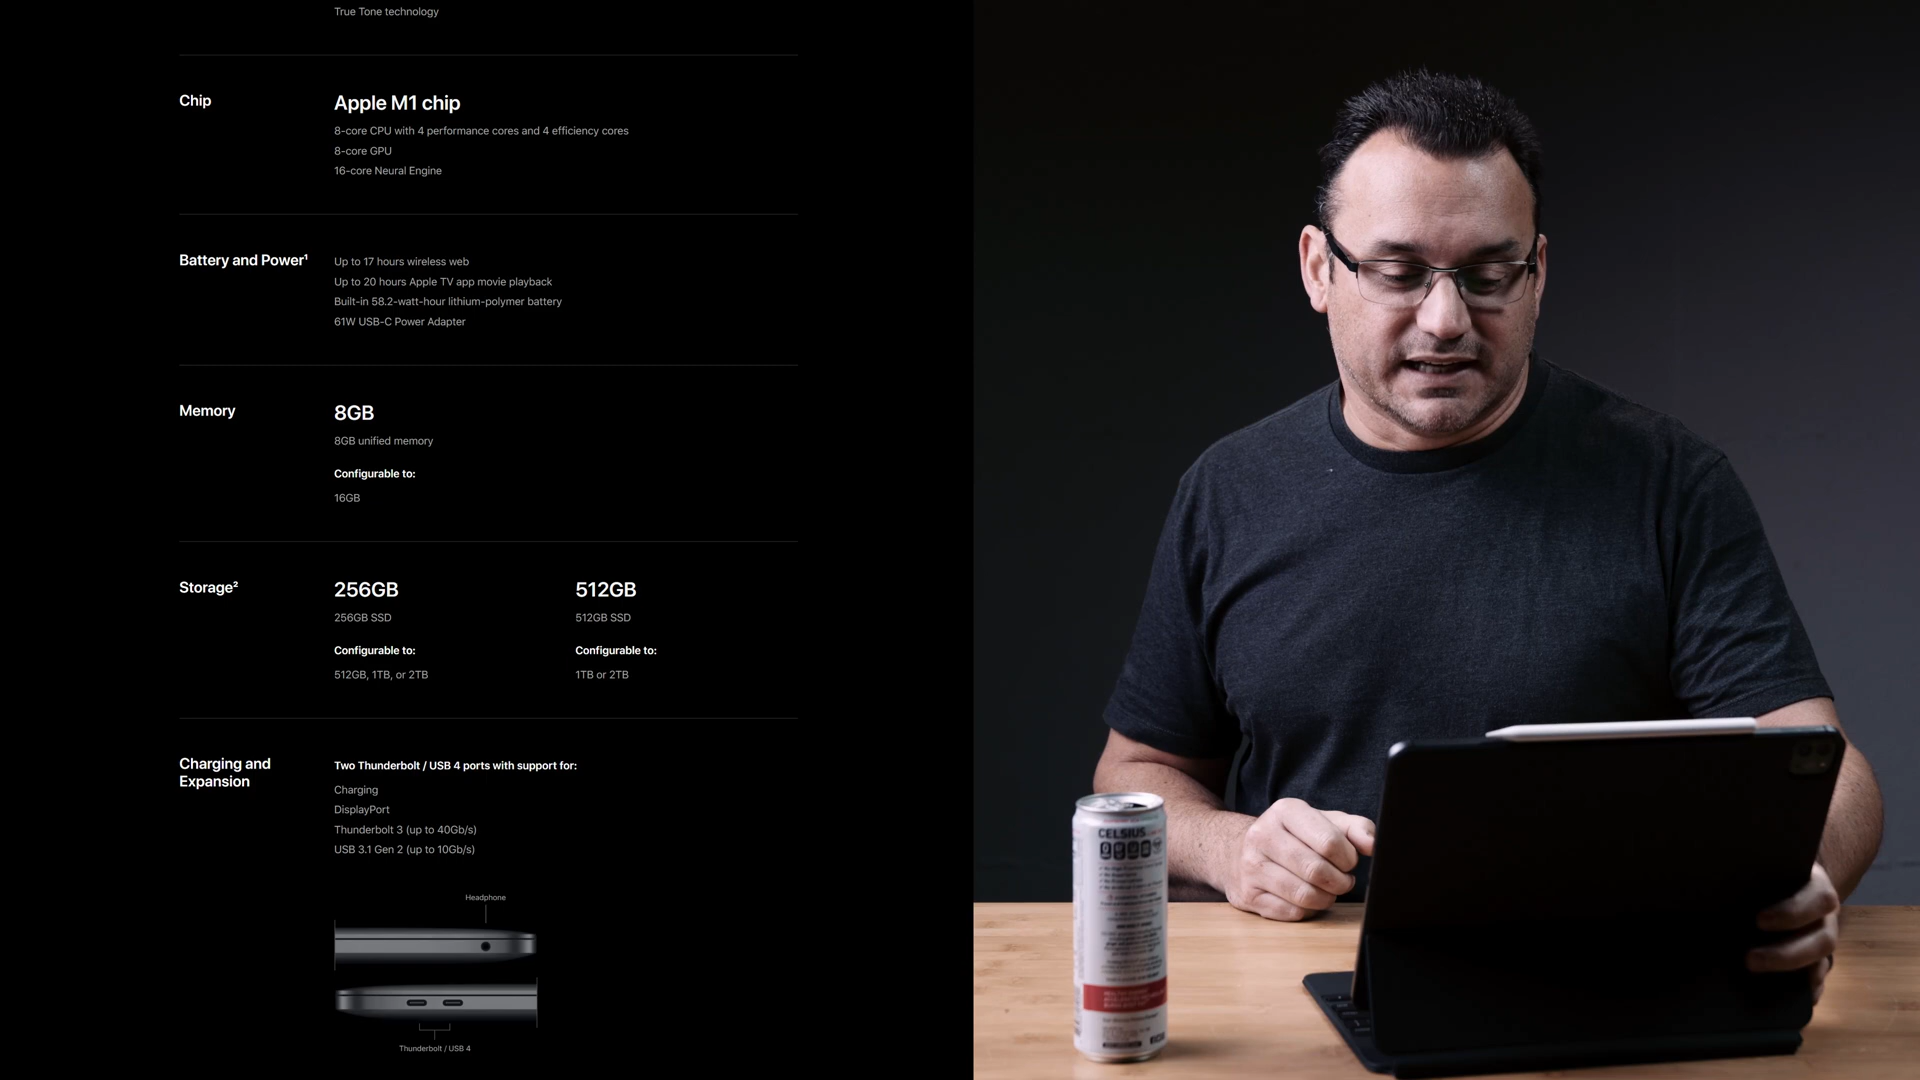 True Tone technology
Chip
Apple M1 chip
8-core CPU with 4 performance cores and 4 efficiency cores
8-core GPU
16-core Neural Engine
Battery and Power¹
Up to 17 hours wireless web
Up to 20 hours Apple TV app movie playback
Built-in 58.2-watt-hour lithium-polymer battery
61W USB-C Power Adapter
Memory
8GB
8GB unified memory
Configurable to:
16GB
Storage²
256GB
256GB SSD
Configurable to:
512GB, 1TB, or 2TB
512GB
512GB SSD
Configurable to:
1TB or 2TB
Charging and
Expansion
Two Thunderbolt / USB 4 ports with support for:
Charging
DisplayPort
Thunderbolt 3 (up to 40Gb/s)
USB 3.1 Gen 2 (up to 10Gb/s)
Headphone
Thunderbolt / USB 4
CELSIUS